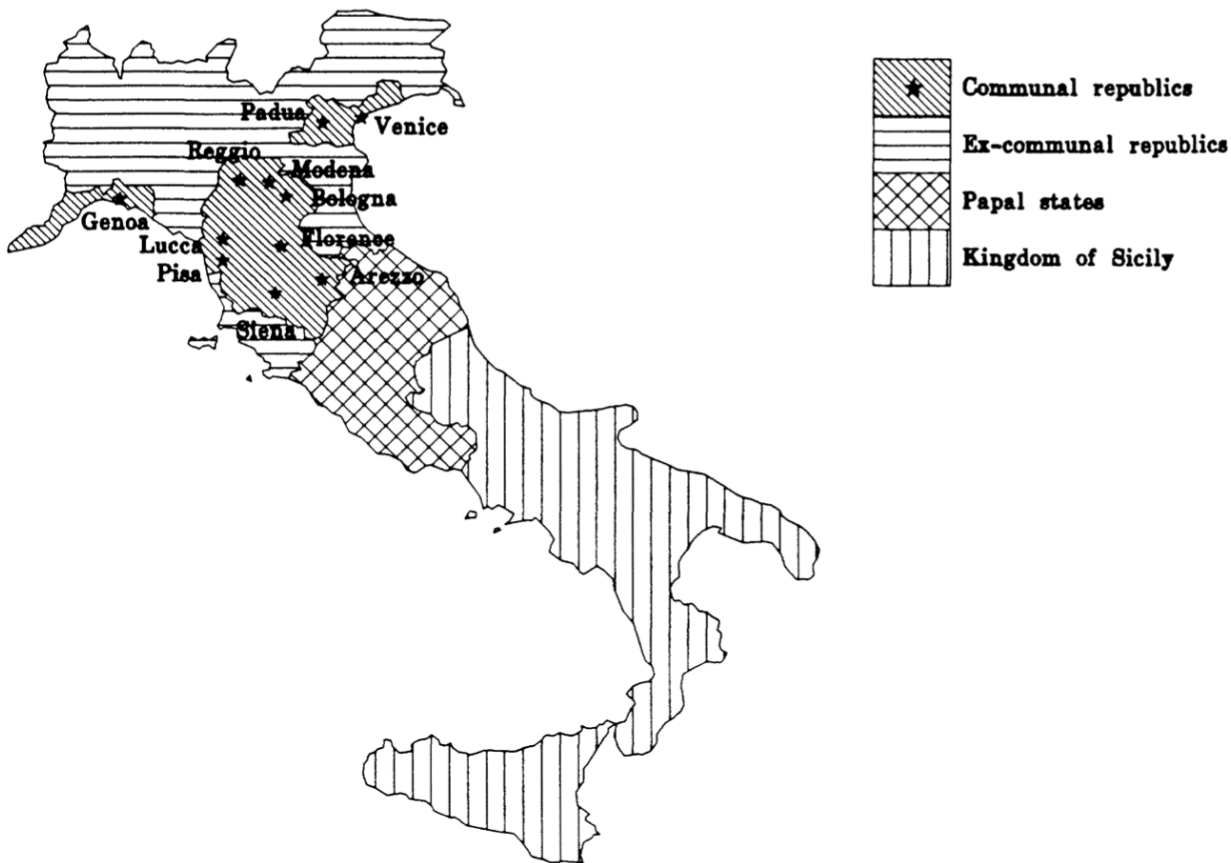 Padua
Venice
Reggio
Modena
Bologna
Genoa
Lucca
Florence
Pisa
Arezzo
Siena
Communal republics
Ex-communal republics
Papal states
Kingdom of Sicily